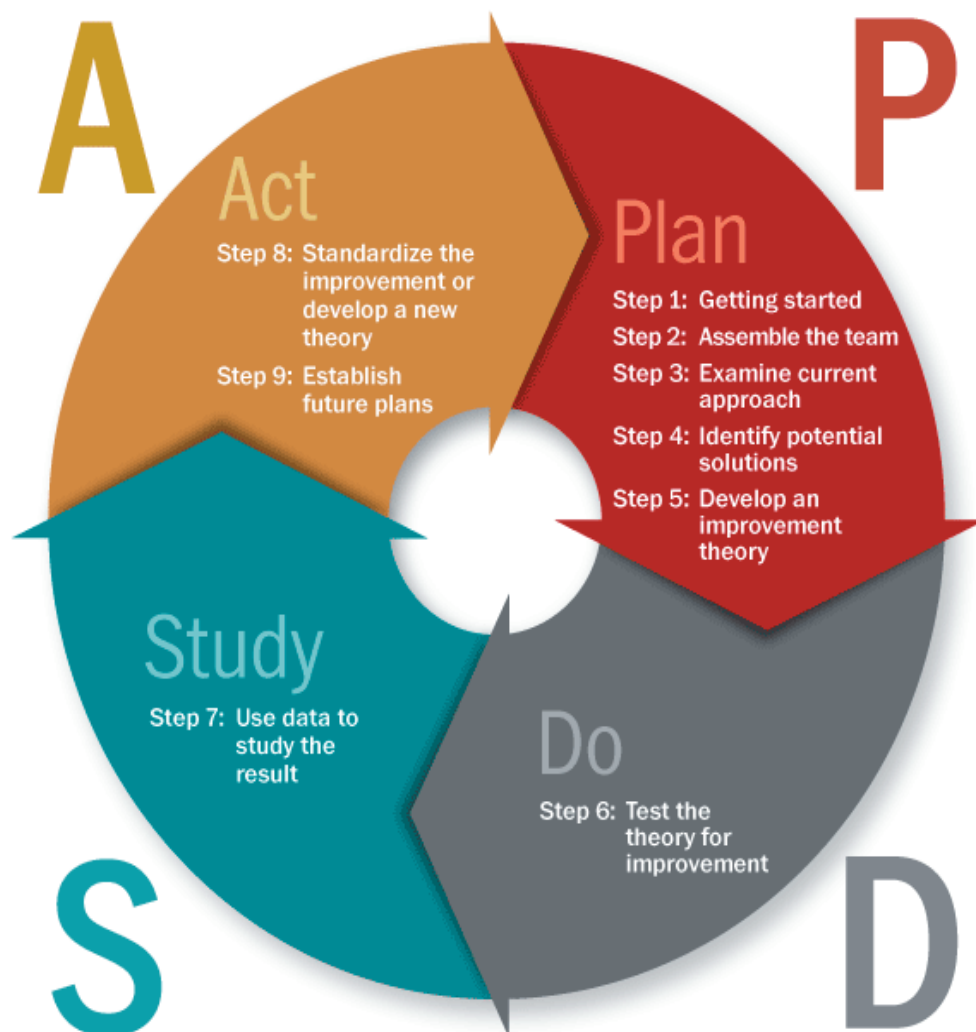 A
P
Act
Step 8: Standardize the
improvement or
develop a new
theory
Step 9: Establish
future plans
Plan
Step 1: Getting started
Step 2: Assemble the team
Step 3: Examine current
approach
Step 4: Identify potential
solutions
Step 5: Develop an
improvement
theory
Study
Step 7: Use data to
study the
result
Do
Step 6: Test the
theory for
improvement
S
D